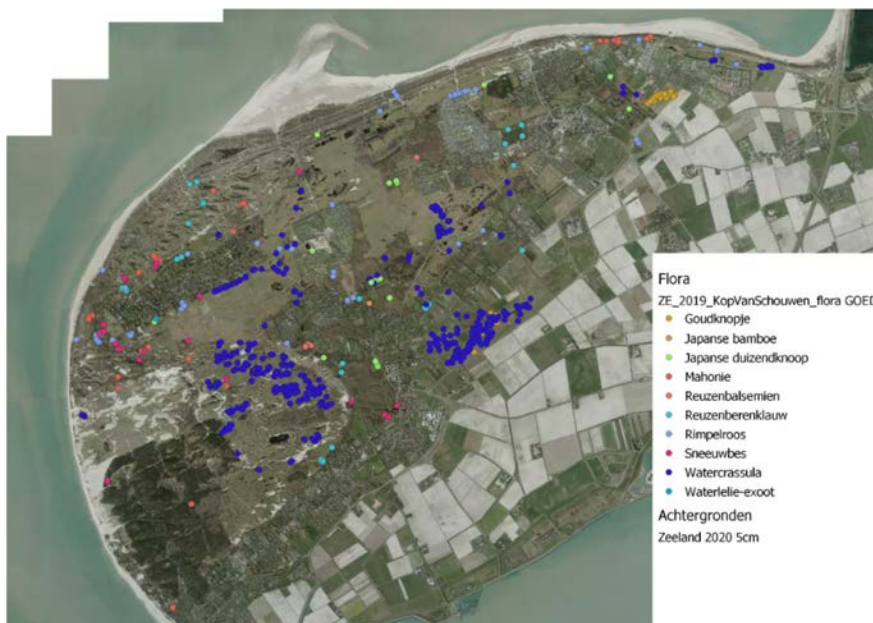 Flora
ZE_2019_KopVanSchouwen_flora GOED
Goudknopje
Japanse bamboe
Japanse duizendknoop
Mahonie
Reuzenbalsemien
Reuzenberenklauw
Rimpelroos
Sneeuwbes
Watercrassula
Waterlelie-exoot
Achtergronden
Zeeland 2020 5cm